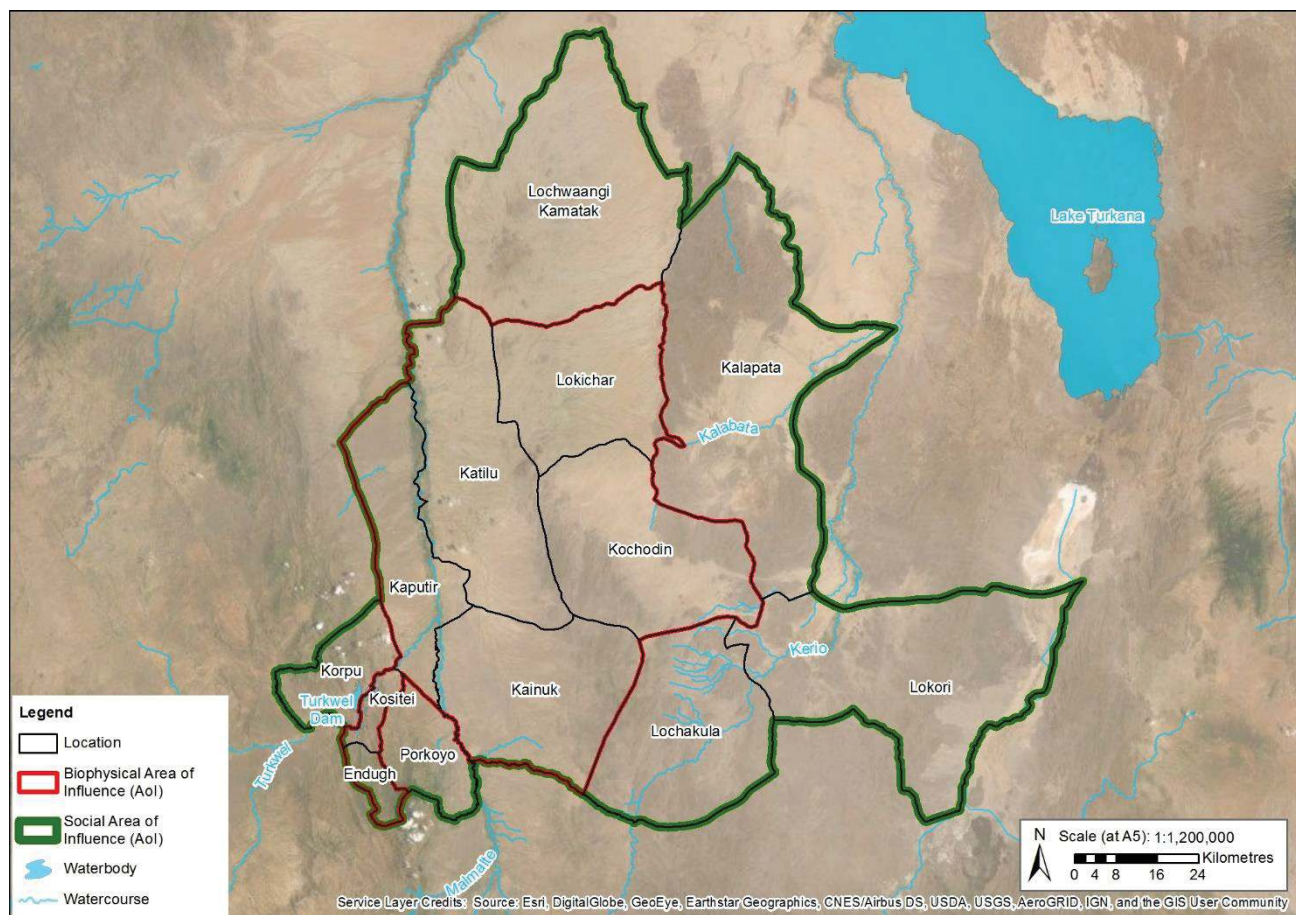 Lochwaangi
Kamatak
Lake Turkana
Lokichar
Kalapata
Kalabata
Katilu
Kochodin
Kaputir
Korpu
Kositei
Kainuk
Kerio
Lokori
Turkwel
Dam
Lochakula
Porkoyo
Endugh
Turkwel
Malmalte
Legend
Location
Biophysical Area of
Influence (AoI)
Social Area of
Influence (AoI)
Waterbody
Watercourse
N
Scale (at A5): 1:1,200,000
Kilometres
0 4 8 16 24
Service Layer Credits: Source: Esri, DigitalGlobe, GeoEye, Earthstar Geographics, CNES/Airbus DS, USDA, USGS, AeroGRID, IGN, and the GIS User Community